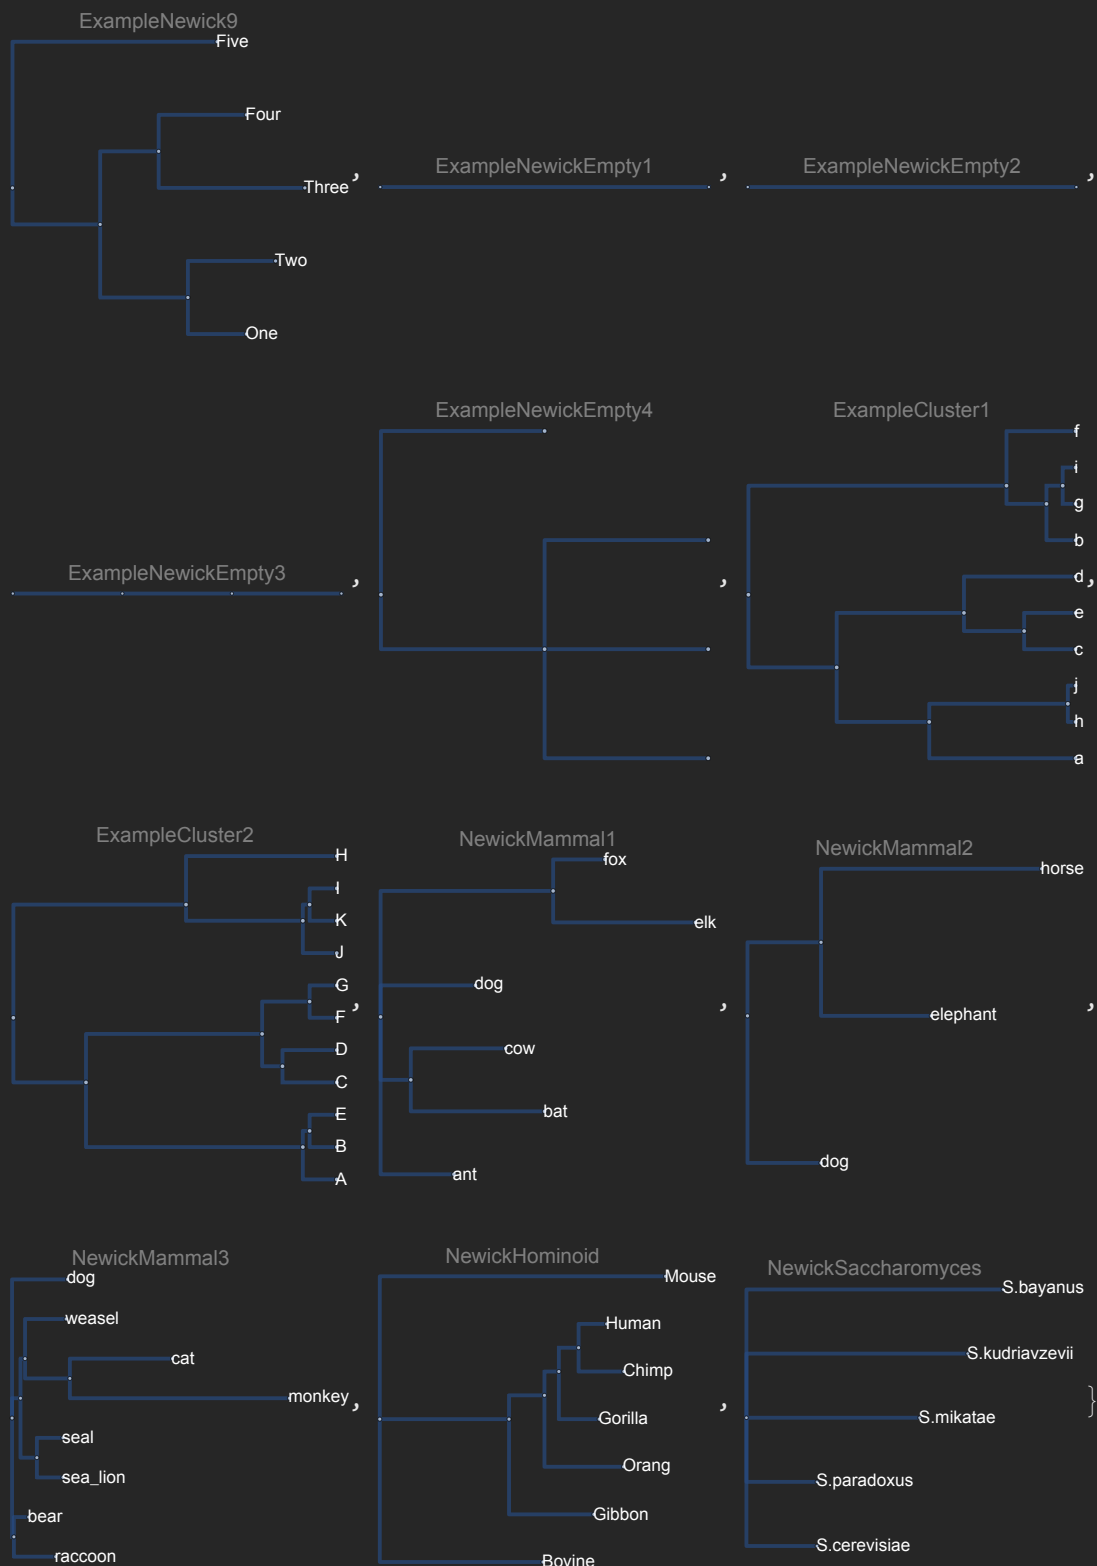 ExampleNewick9
Five
Four
Three
Two
One
,
ExampleNewickEmpty1
,
ExampleNewickEmpty2
,
ExampleNewickEmpty3
,
ExampleNewickEmpty4
,
ExampleCluster1
f
i
g
b
d
e
c
j
h
a
,
ExampleCluster2
H
I
K
J
G
F
D
C
E
B
A
,
NewickMammal1
fox
elk
dog
cow
bat
ant
,
NewickMammal2
horse
elephant
dog
,
NewickMammal3
dog
weasel
cat
monkey
seal
sea_lion
bear
raccoon
,
NewickHominoid
Mouse
Human
Chimp
Gorilla
Orang
Gibbon
Bovine
,
NewickSaccharomyces
S.bayanus
S.kudriavzevii
S.mikatae
S.paradoxus
S.cerevisiae
}